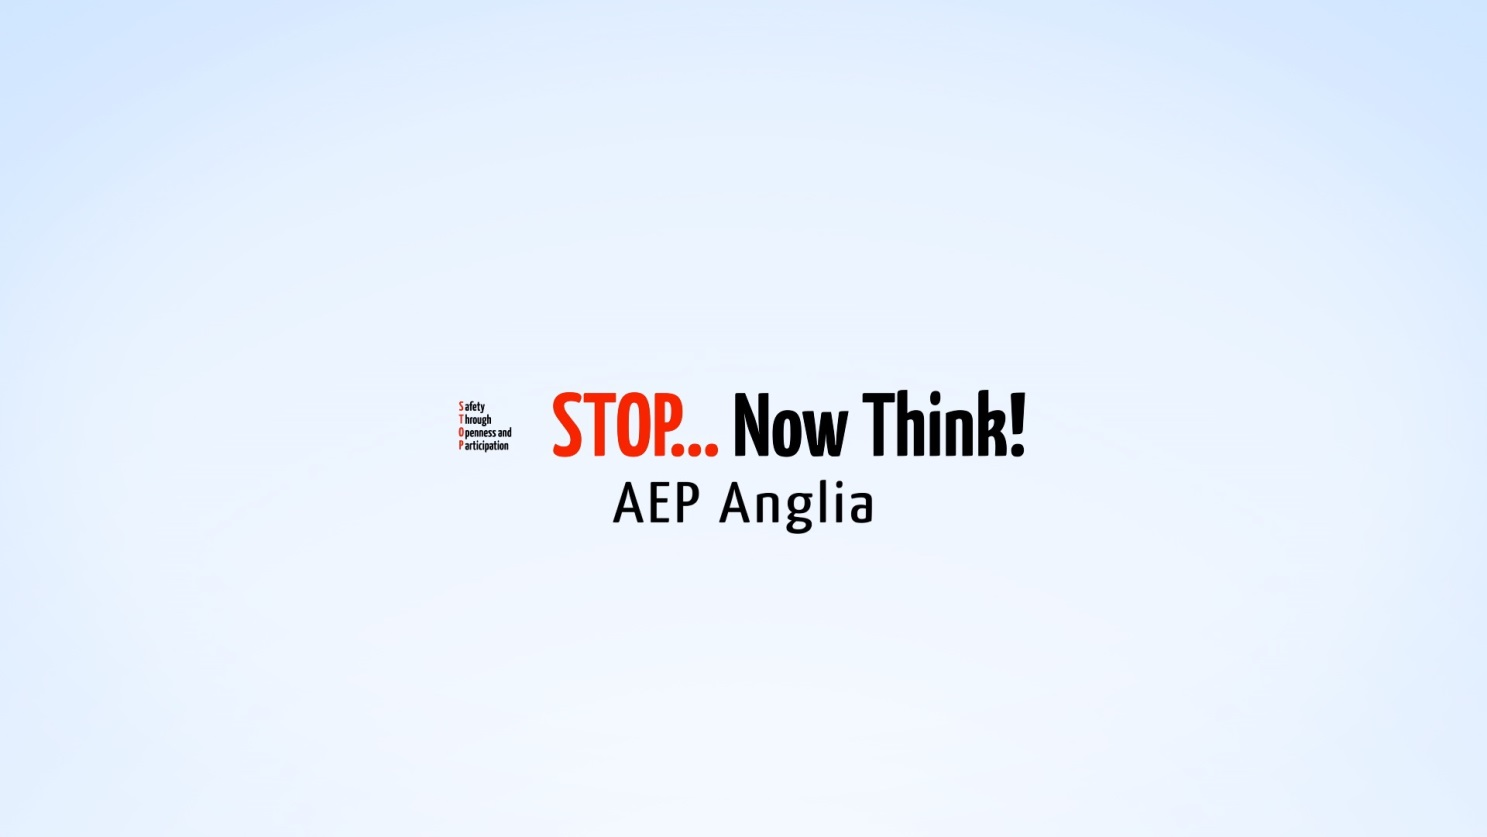 Safety
Through
Openness and
Participation
STOP... Now Think!
AEP Anglia